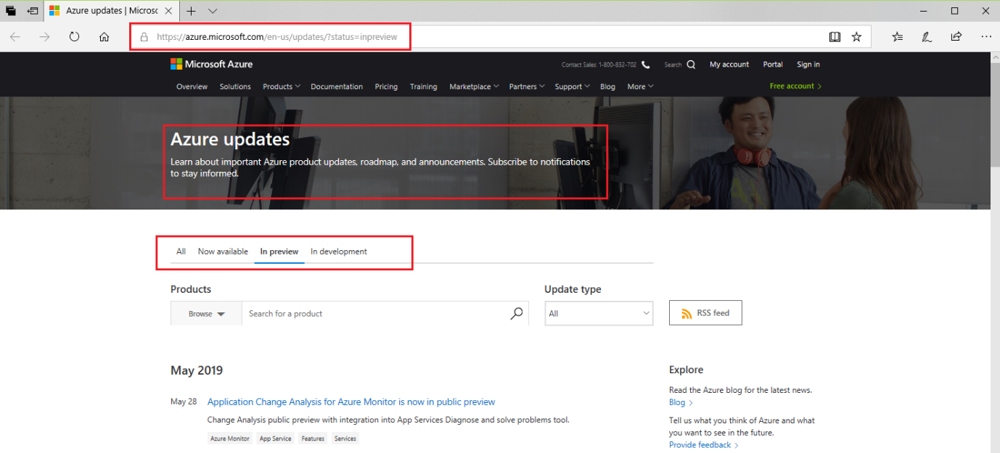 Azure updates | Microsc
https://azure.microsoft.com/en-us/updates/?status=inpreview
Microsoft Azure
Contact Sales: 1-800-832-702
Search
My account
Portal
Sign in
Overview
Solutions
Products
Documentation
Pricing
Training
Marketplace
Partners
Support
Blog
More
Free account
Azure updates
Learn about important Azure product updates, roadmap, and announcements. Subscribe to notifications
to stay informed.
All
Now available
In preview
In development
Products
Browse
Search for a product
Update type
All
RSS feed
May 2019
May 28
Application Change Analysis for Azure Monitor is now in public preview
Change Analysis public preview with integration into App Services Diagnose and solve problems tool.
Azure Monitor
App Service
Features
Services
Explore
Read the Azure blog for the latest news.
Blog
Tell us what you think of Azure and what
you want to see in the future.
Provide feedback